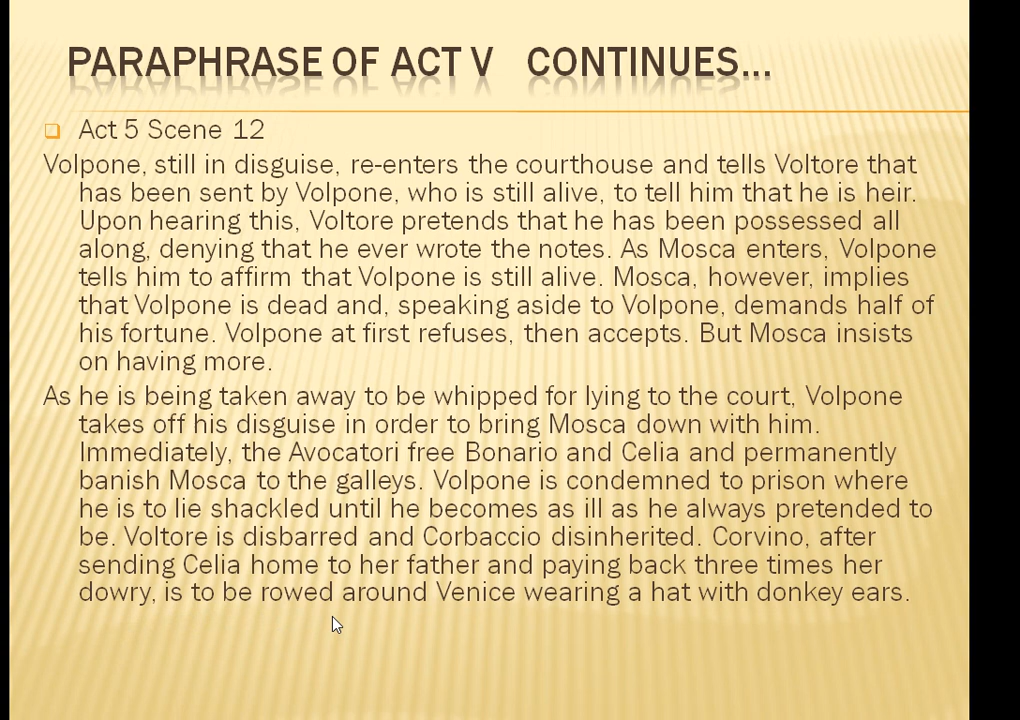 PARAPHRASE OF ACT V CONTINUES...
Act 5 Scene 12
Volpone, still in disguise, re-enters the courthouse and tells Voltore that
has been sent by Volpone, who is still alive, to tell him that he is heir.
Upon hearing this, Voltore pretends that he has been possessed all
along, denying that he ever wrote the notes. As Mosca enters, Volpone
tells him to affirm that Volpone is still alive. Mosca, however, implies
that Volpone is dead and, speaking aside to Volpone, demands half of
his fortune. Volpone at first refuses, then accepts. But Mosca insists
on having more.
As he is being taken away to be whipped for lying to the court, Volpone
takes off his disguise in order to bring Mosca down with him.
Immediately, the Avocatori free Bonario and Celia and permanently
banish Mosca to the galleys. Volpone is condemned to prison where
he is to lie shackled until he becomes as ill as he always pretended to
be. Voltore is disbarred and Corbaccio disinherited. Corvino, after
sending Celia home to her father and paying back three times her
dowry, is to be rowed around Venice wearing a hat with donkey ears.